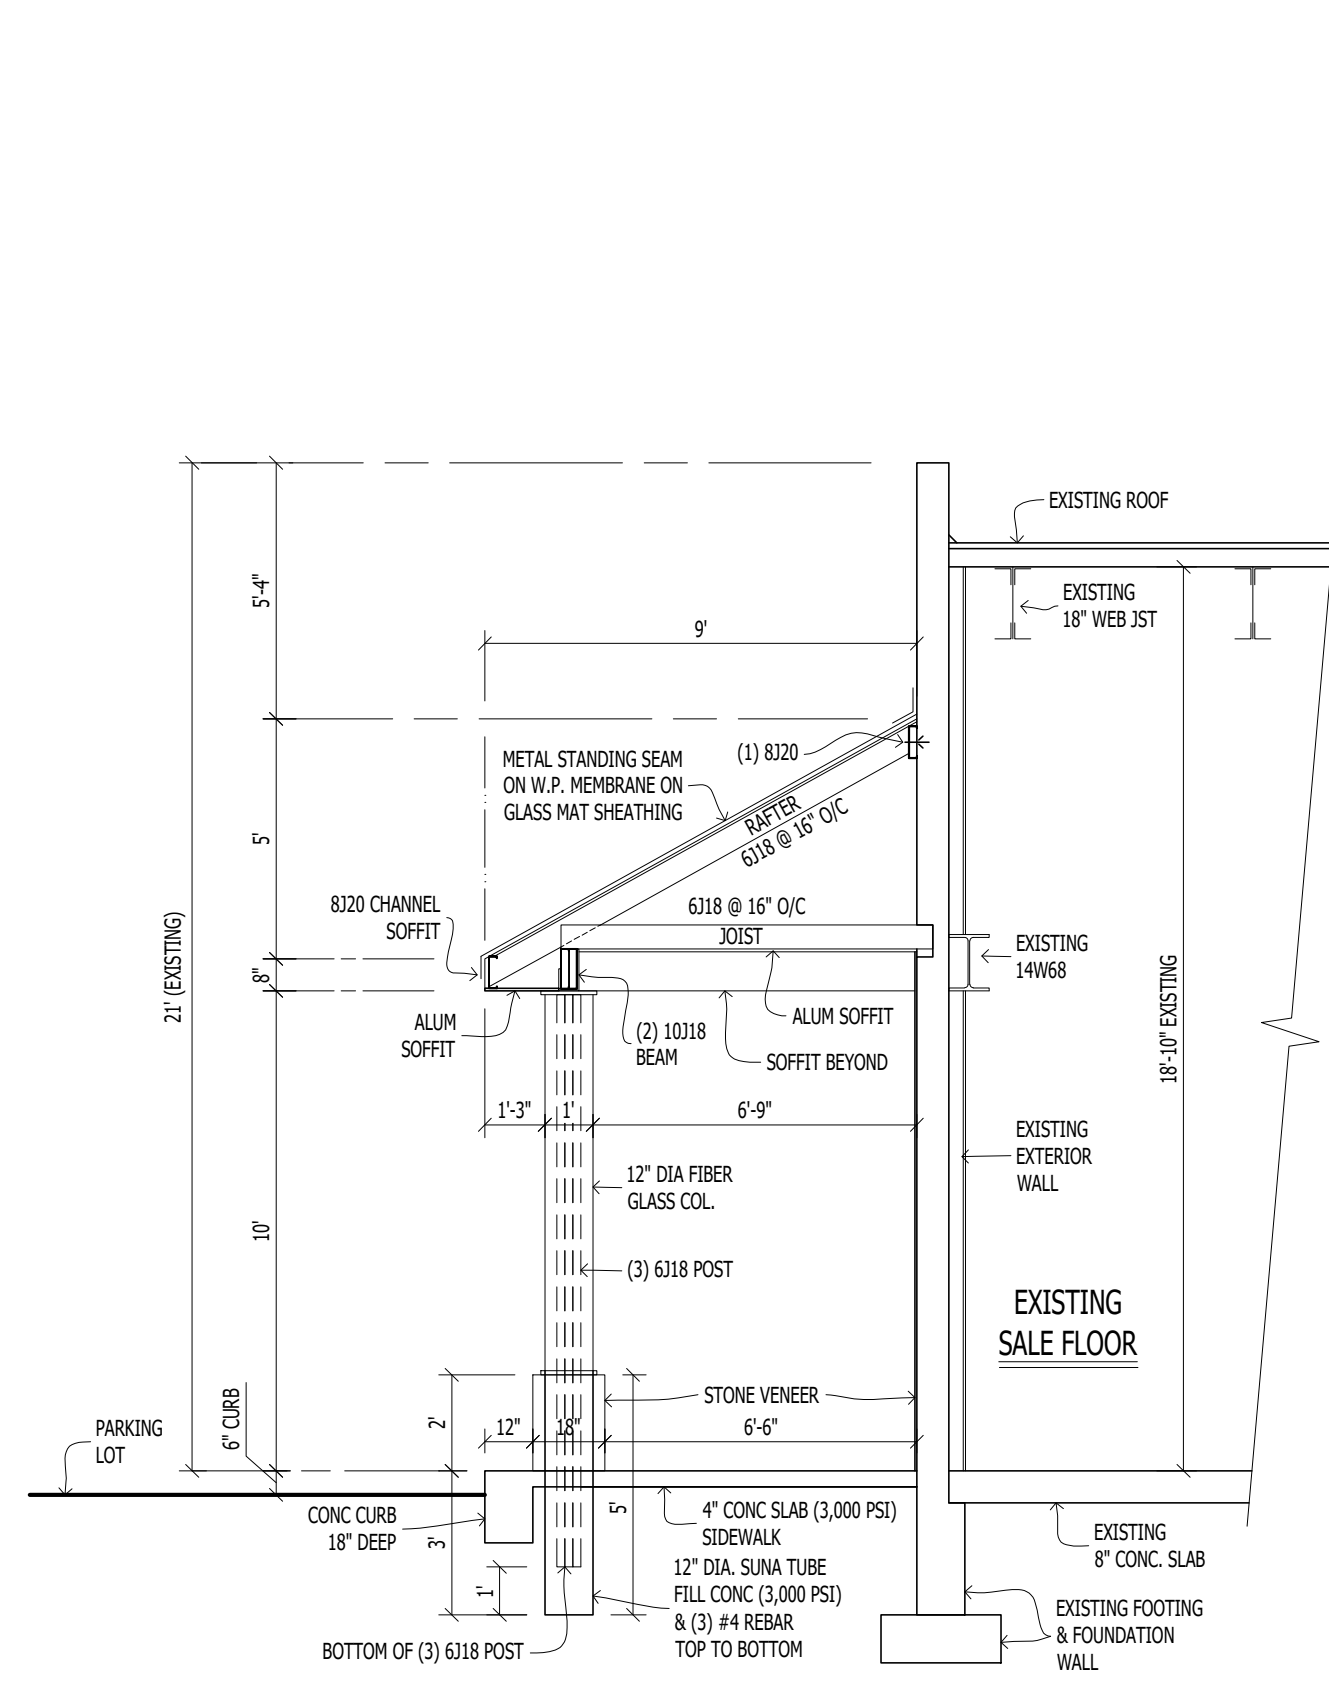 EXISTING ROOF
5'-4"
EXISTING
18" WEB JST
9'
(1) 8J20
METAL STANDING SEAM
ON W.P. MEMBRANE ON
GLASS MAT SHEATHING
RAFTER
6J18 @ 16" O/C
5'
8J20 CHANNEL
SOFFIT
6J18 @ 16" O/C
JOIST
21' (EXISTING)
8"
EXISTING
14W68
ALUM
SOFFIT
(2) 10J18
BEAM
ALUM SOFFIT
SOFFIT BEYOND
18'-10" EXISTING
1'-3"
1'
6'-9"
EXISTING
EXTERIOR
WALL
12" DIA FIBER
GLASS COL.
10'
(3) 6J18 POST
EXISTING
SALE FLOOR
STONE VENEER
6" CURB
2'
12"
18"
6'-6"
PARKING
LOT
CONC CURB
18" DEEP
3'
5'
4" CONC SLAB (3,000 PSI)
SIDEWALK
EXISTING
8" CONC. SLAB
12" DIA. SUNA TUBE
FILL CONC (3,000 PSI)
& (3) #4 REBAR
TOP TO BOTTOM
1'
BOTTOM OF (3) 6J18 POST
EXISTING FOOTING
& FOUNDATION
WALL